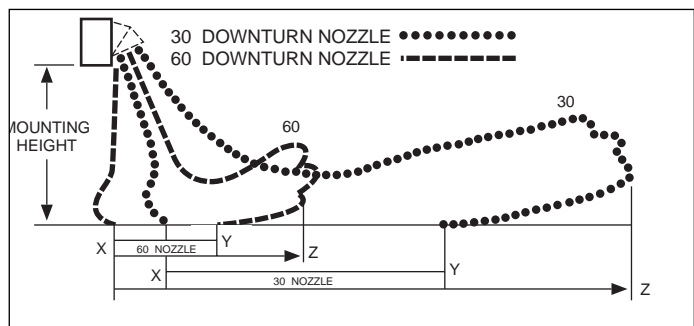 30 DOWNTURN NOZZLE
60 DOWNTURN NOZZLE
30
60
MOUNTING
HEIGHT
X
60 NOZZLE
Y
Z
X
30 NOZZLE
Y
Z